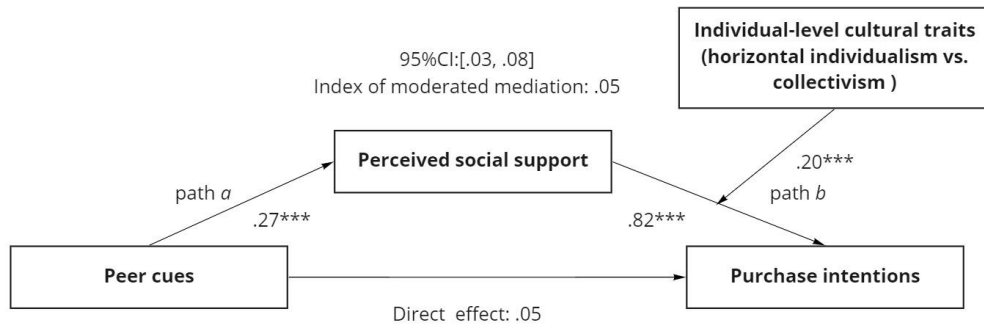 Individual-level cultural traits
(horizontal individualism vs.
collectivism )
95%CI:[.03, .08]
Index of moderated mediation: .05
Perceived social support
.20***
path a
path b
.27***
.82***
Peer cues
Purchase intentions
Direct  effect: .05